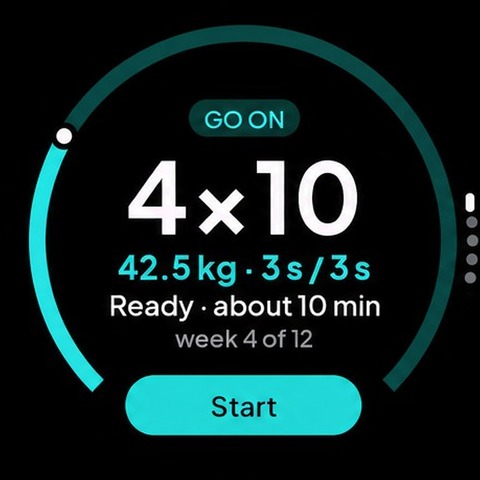 GO ON
4×10
42.5 kg · 3 s / 3 s
Ready · about 10 min
week 4 of 12
Start